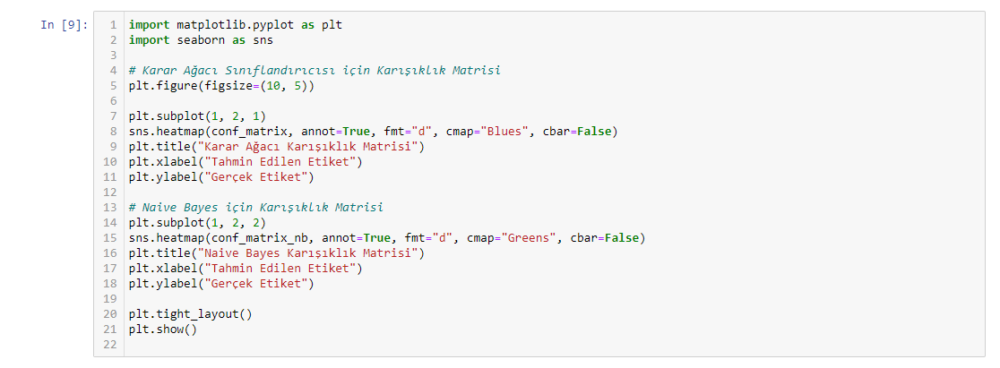 In [9]:
1 import matplotlib.pyplot as plt
2 import seaborn as sns
3
4 # Karar Ağacı Sınıflandırıcısı için Karışıklık Matrisi
5 plt.figure(figsize=(10, 5))
6
7 plt.subplot(1, 2, 1)
8 sns.heatmap(conf_matrix, annot=True, fmt="d", cmap="Blues", cbar=False)
9 plt.title("Karar Ağacı Karışıklık Matrisi")
10 plt.xlabel("Tahmin Edilen Etiket")
11 plt.ylabel("Gerçek Etiket")
12
13 # Naive Bayes için Karışıklık Matrisi
14 plt.subplot(1, 2, 2)
15 sns.heatmap(conf_matrix_nb, annot=True, fmt="d", cmap="Greens", cbar=False)
16 plt.title("Naive Bayes Karışıklık Matrisi")
17 plt.xlabel("Tahmin Edilen Etiket")
18 plt.ylabel("Gerçek Etiket")
19
20 plt.tight_layout()
21 plt.show()
22